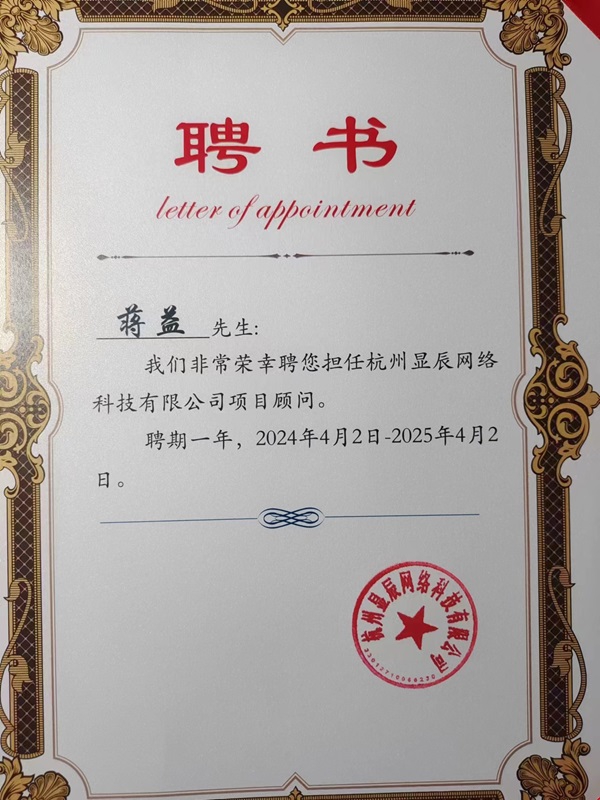 聘书
letter of appointment
蒋益 先生:
我们非常荣幸聘您担任杭州显辰网络
科技有限公司项目顾问。
聘期一年，2024年4月2日-2025年4月2
日。
杭州显辰网络科技有限公司